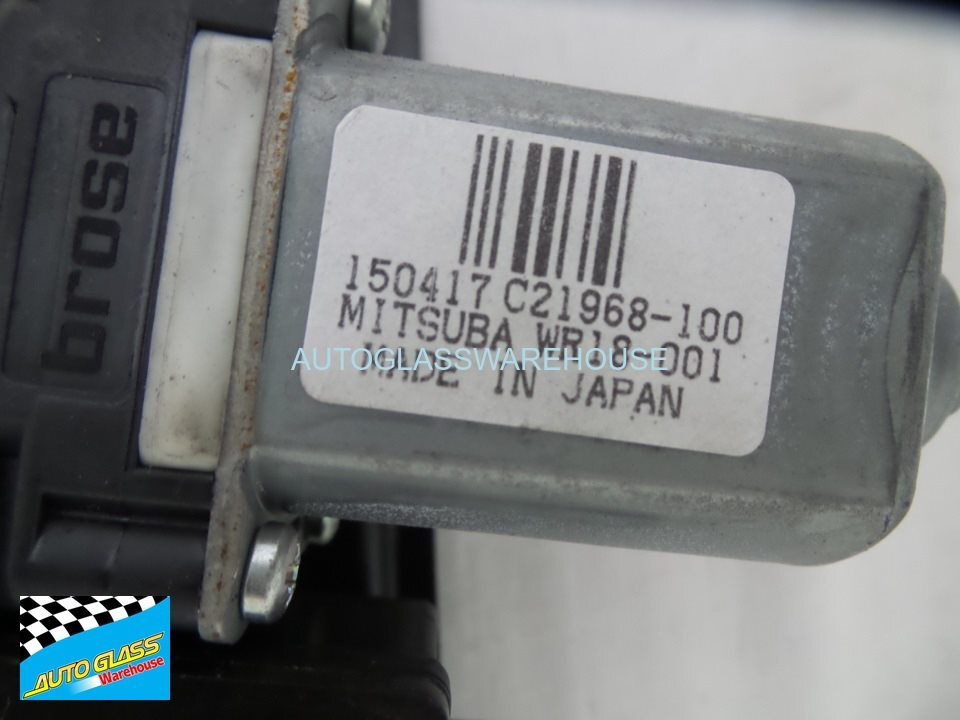 brose
150417 C21968-100
MITSUBA WR18-001
MADE IN JAPAN
AUTOGLASSWAREHOUSE
AUTO GLASS
Warehouse